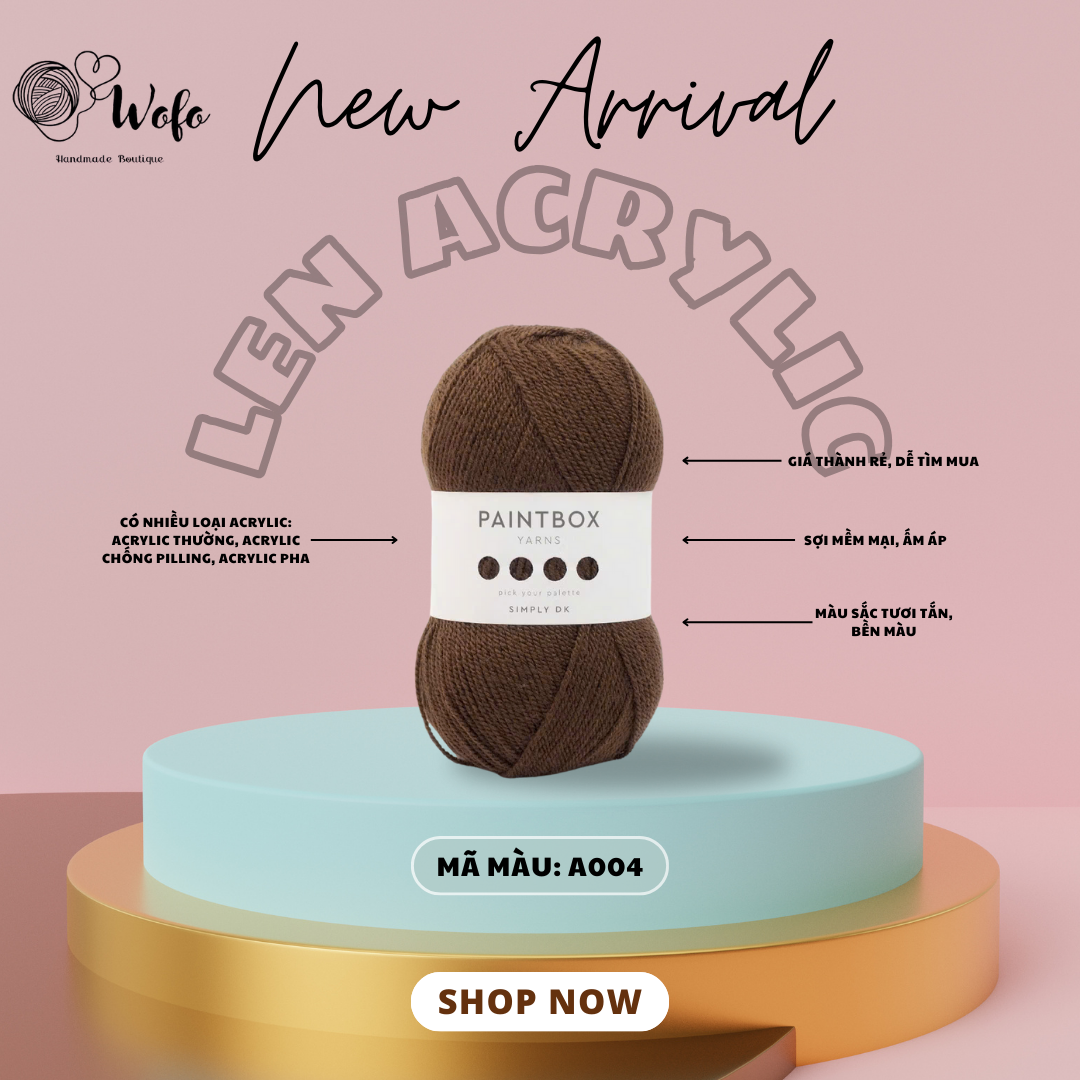 Wofo
Handmade Boutique
New Arrival
LEN ACRYLIC
GIÁ THÀNH RẺ, DỄ TÌM MUA
CÓ NHIỀU LOẠI ACRYLIC:
ACRYLIC THƯỜNG, ACRYLIC
CHỐNG PILLING, ACRYLIC PHA
PAINTBOX
YARNS
pick your palette
SIMPLY DK
SỢI MỀM MẠI, ẤM ÁP
MÀU SẮC TƯƠI TẮN,
BỀN MÀU
MÃ MÀU: A004
SHOP NOW